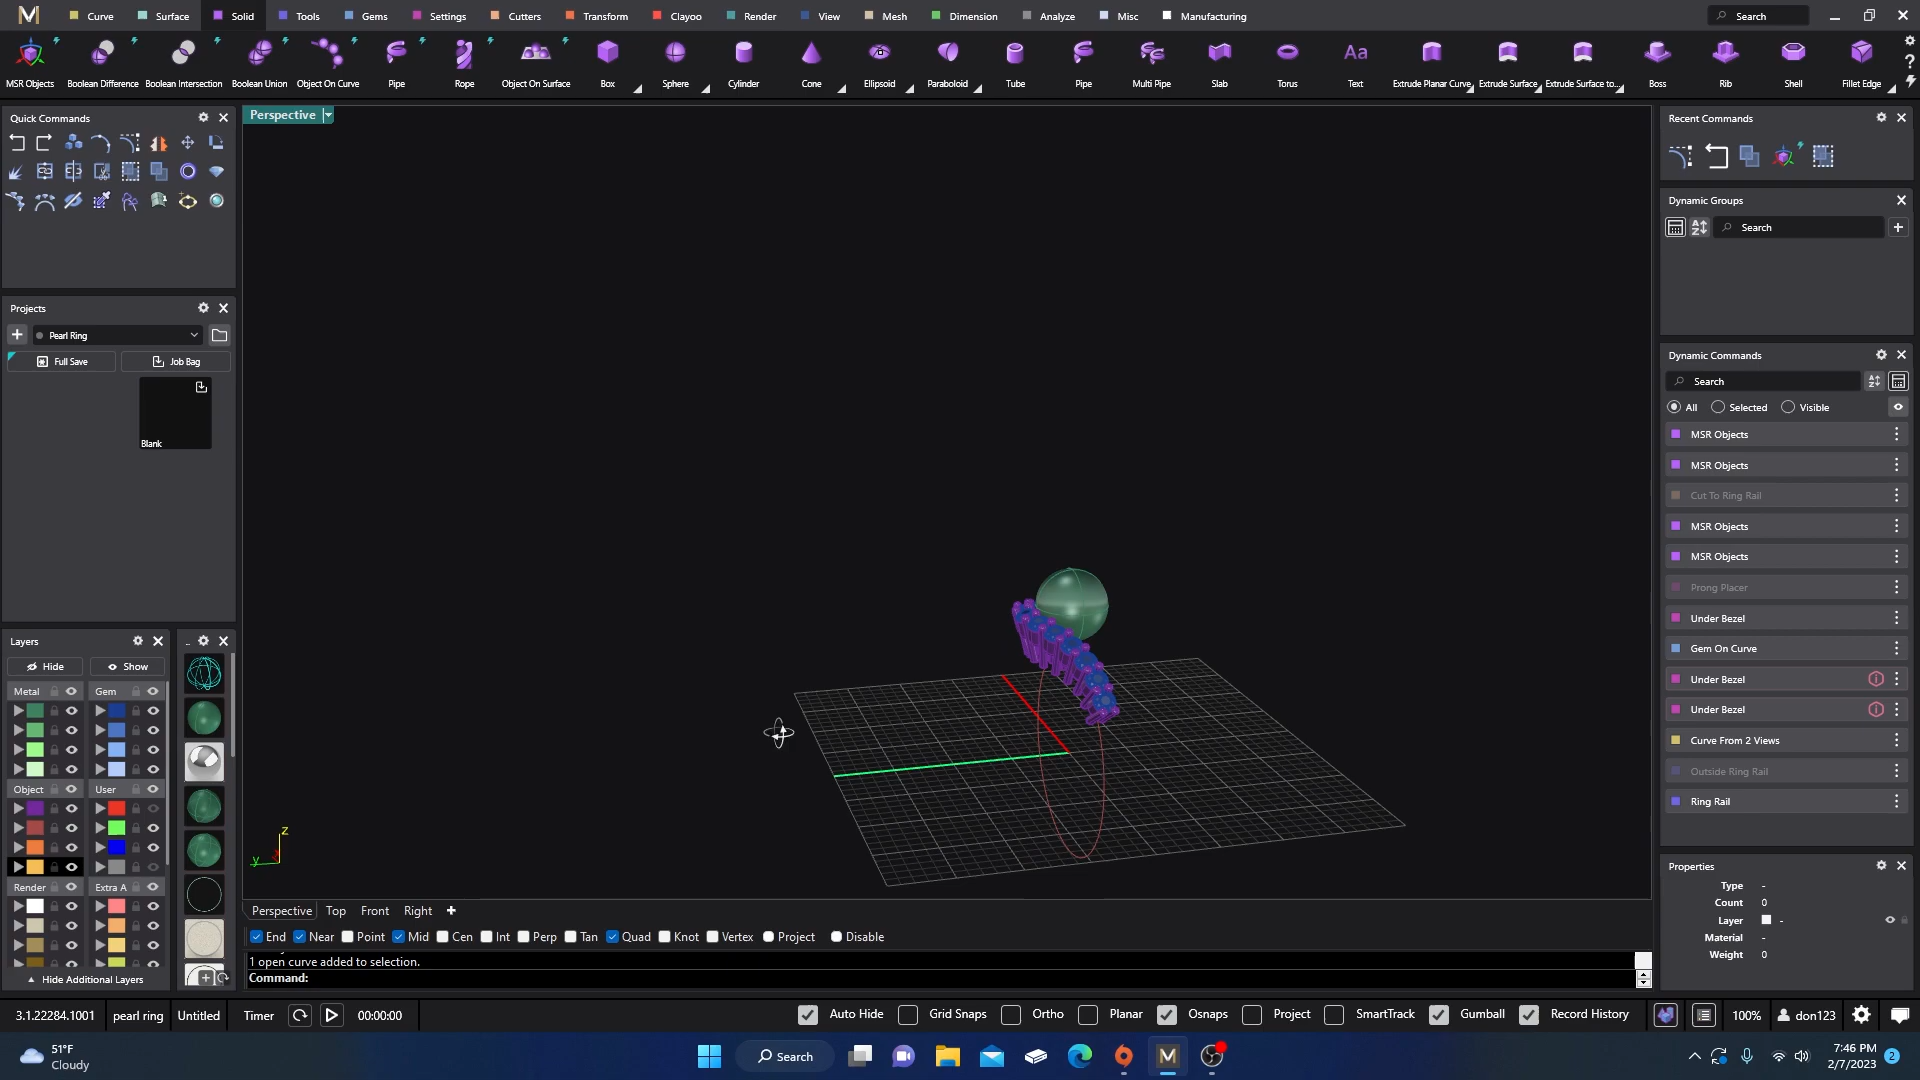 Curve Surface Solid Tools Gems Settings Cutters Transform Clayoo Render View Mesh Dimension Analyze Misc Manufacturing Search
MSR Objects Boolean Difference Boolean Intersection Boolean Union Object On Curve Pipe Rope Object On Surface Box Sphere Cylinder Cone Ellipsoid Paraboloid Tube Pipe Multi Pipe Slab Torus Text Extrude Planar Curve Extrude Surface Extrude Surface to... Boss Rib Shell Fillet Edge
Quick Commands
Projects
Pearl Ring
Full Save Job Bag
Blank
Layers
Hide Show
Metal Gem
Object User
Render Extra A
Hide Additional Layers
Perspective
z
y
Perspective Top Front Right
End Near Point Mid Cen Int Perp Tan Quad Knot Vertex Project Disable
1 open curve added to selection.
Command:
Recent Commands
Dynamic Groups
Search
Dynamic Commands
Search
All Selected Visible
MSR Objects
MSR Objects
Cut To Ring Rail
MSR Objects
MSR Objects
Prong Placer
Under Bezel
Gem On Curve
Under Bezel
Under Bezel
Curve From 2 Views
Outside Ring Rail
Ring Rail
Properties
Type -
Count 0
Layer -
Material -
Weight 0
3.1.22284.1001 pearl ring Untitled Timer 00:00:00 Auto Hide Grid Snaps Ortho Planar Osnaps Project SmartTrack Gumball Record History 100% don123
51°F
Cloudy
Search
7:46 PM
2/7/2023
2